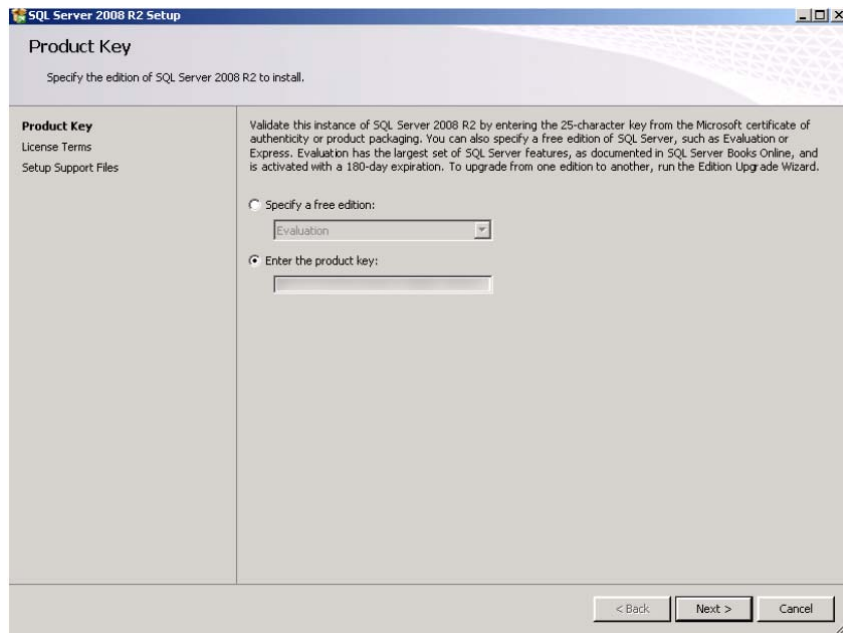 SQL Server 2008 R2 Setup
Product Key
Specify the edition of SQL Server 2008 R2 to install.
Product Key
License Terms
Setup Support Files
Validate this instance of SQL Server 2008 R2 by entering the 25-character key from the Microsoft certificate of
authenticity or product packaging. You can also specify a free edition of SQL Server, such as Evaluation or
Express. Evaluation has the largest set of SQL Server features, as documented in SQL Server Books Online, and
is activated with a 180-day expiration. To upgrade from one edition to another, run the Edition Upgrade Wizard.
Specify a free edition:
Evaluation
Enter the product key:
< Back
Next >
Cancel